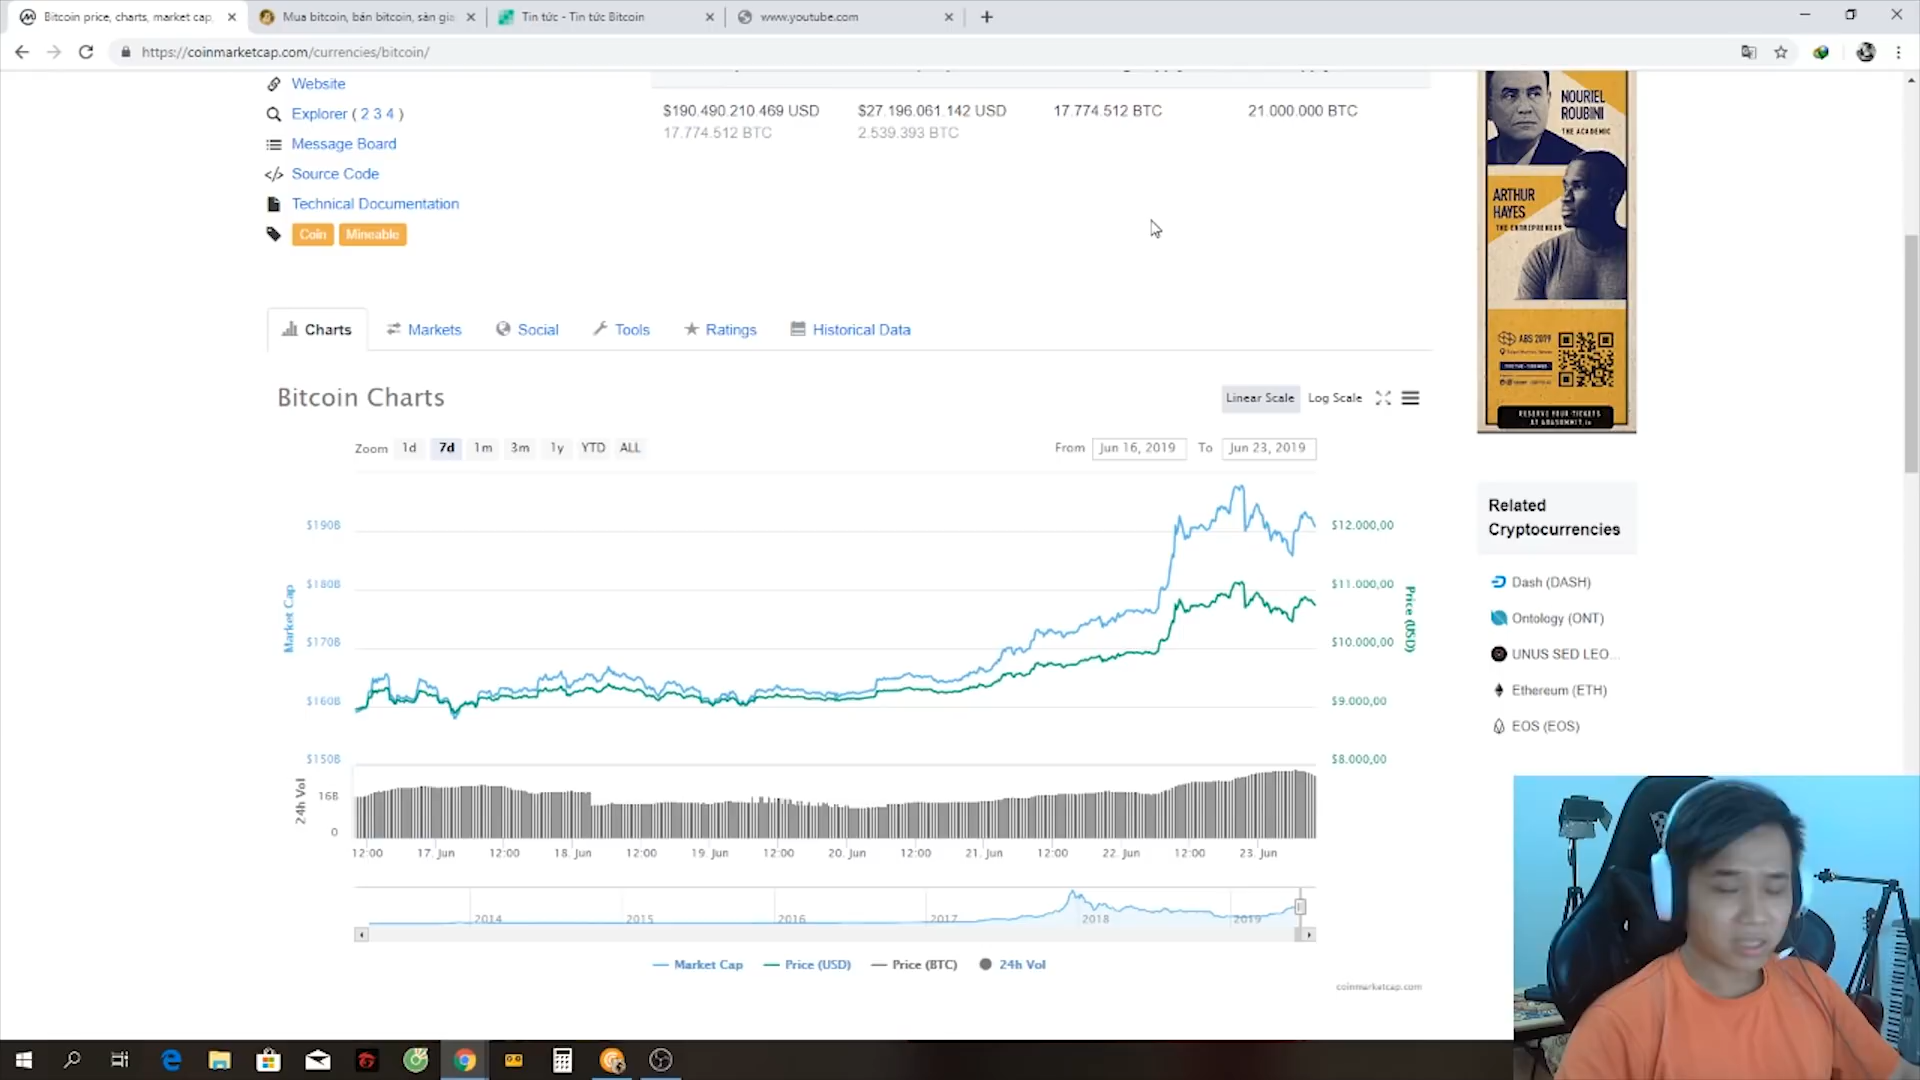 Bitcoin price, charts, market cap,
Mua bitcoin, bán bitcoin, sàn gia
Tin tức - Tin tức Bitcoin
www.youtube.com
https://coinmarketcap.com/currencies/bitcoin/
Website
Explorer ( 2 3 4 )
Message Board
Source Code
Technical Documentation
Coin Mineable
$190.490.210.469 USD $27.196.061.142 USD 17.774.512 BTC 21.000.000 BTC
17.774.512 BTC 2.539.393 BTC
NOURIEL
ROUBINI
THE ACADEMIC
ARTHUR
HAYES
THE ENTREPRENEUR
ABS 2019
RESERVE YOUR TICKETS
Charts Markets Social Tools Ratings Historical Data
Bitcoin Charts
Linear Scale Log Scale
Zoom 1d 7d 1m 3m 1y YTD ALL
From Jun 16, 2019 To Jun 23, 2019
$190B
$180B
$170B
$160B
$150B
Market Cap
$12.000,00
$11.000,00
$10.000,00
$9.000,00
$8.000,00
Price (USD)
24h Vol
16B
0
12:00 17. Jun 12:00 18. Jun 12:00 19. Jun 12:00 20. Jun 12:00 21. Jun 12:00 22. Jun 12:00 23. Jun
2014 2015 2016 2017 2018 2019
Market Cap Price (USD) Price (BTC) 24h Vol
coinmarketcap.com
Related
Cryptocurrencies
Dash (DASH)
Ontology (ONT)
UNUS SED LEO...
Ethereum (ETH)
EOS (EOS)